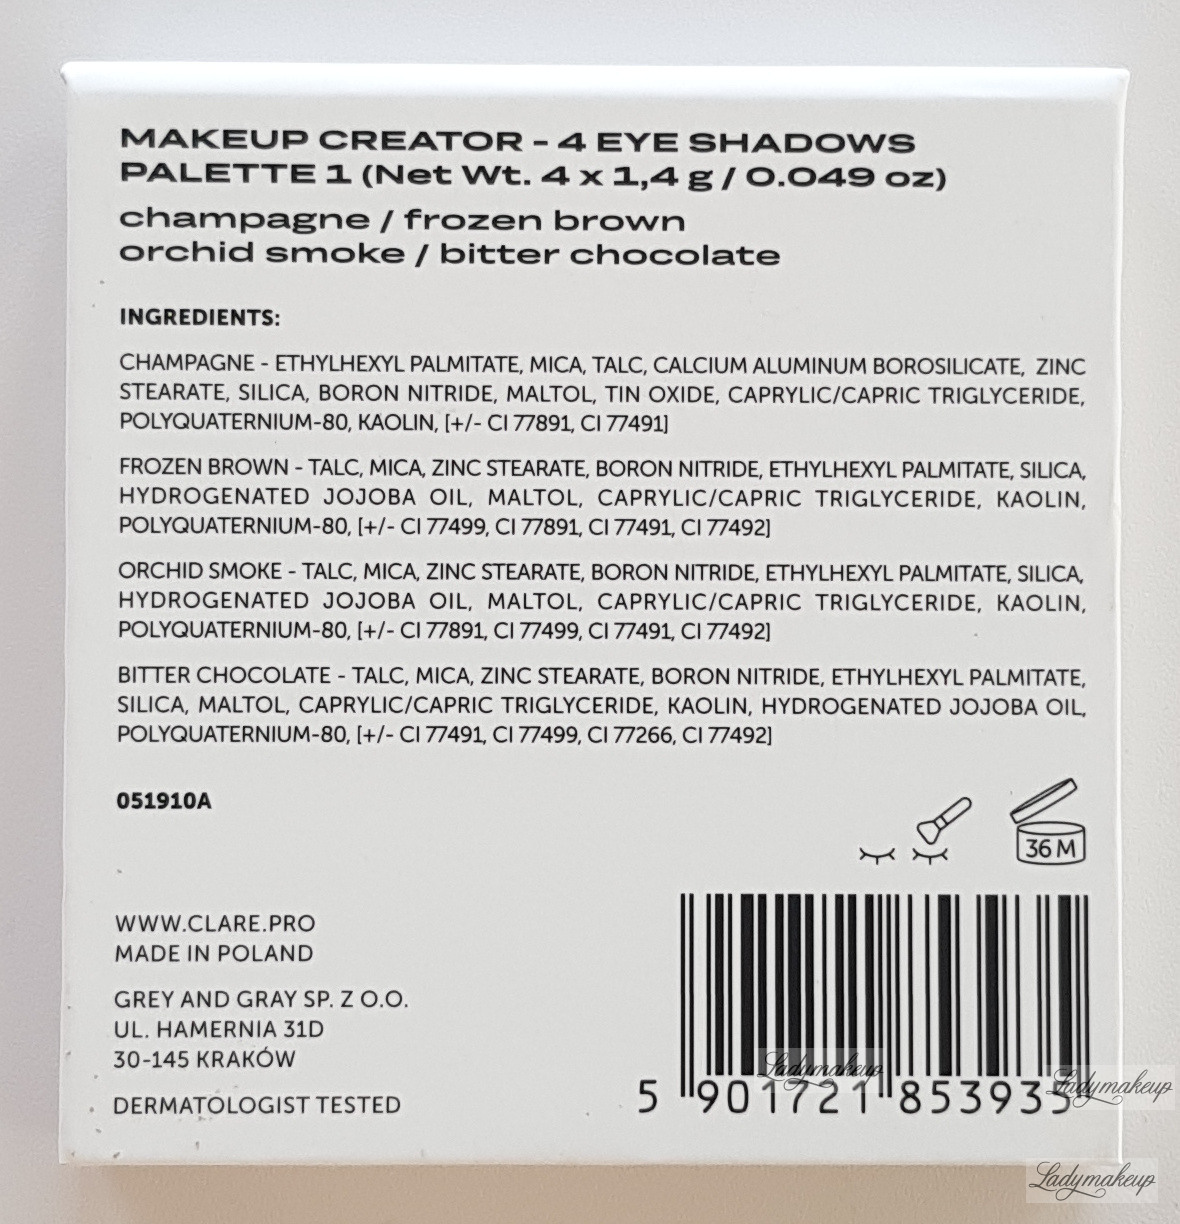 MAKEUP CREATOR - 4 EYE SHADOWS
PALETTE 1 (Net Wt. 4 x 1,4 g / 0.049 oz)
champagne / frozen brown
orchid smoke / bitter chocolate
INGREDIENTS:
CHAMPAGNE - ETHYLHEXYL PALMITATE, MICA, TALC, CALCIUM ALUMINUM BOROSILICATE, ZINC
STEARATE, SILICA, BORON NITRIDE, MALTOL, TIN OXIDE, CAPRYLIC/CAPRIC TRIGLYCERIDE,
POLYQUATERNIUM-80, KAOLIN, [+/- CI 77891, CI 77491]
FROZEN BROWN - TALC, MICA, ZINC STEARATE, BORON NITRIDE, ETHYLHEXYL PALMITATE, SILICA,
HYDROGENATED JOJOBA OIL, MALTOL, CAPRYLIC/CAPRIC TRIGLYCERIDE, KAOLIN,
POLYQUATERNIUM-80, [+/- CI 77499, CI 77891, CI 77491, CI 77492]
ORCHID SMOKE - TALC, MICA, ZINC STEARATE, BORON NITRIDE, ETHYLHEXYL PALMITATE, SILICA,
HYDROGENATED JOJOBA OIL, MALTOL, CAPRYLIC/CAPRIC TRIGLYCERIDE, KAOLIN,
POLYQUATERNIUM-80, [+/- CI 77891, CI 77499, CI 77491, CI 77492]
BITTER CHOCOLATE - TALC, MICA, ZINC STEARATE, BORON NITRIDE, ETHYLHEXYL PALMITATE,
SILICA, MALTOL, CAPRYLIC/CAPRIC TRIGLYCERIDE, KAOLIN, HYDROGENATED JOJOBA OIL,
POLYQUATERNIUM-80, [+/- CI 77491, CI 77499, CI 77266, CI 77492]
051910A
36 M
WWW.CLARE.PRO
MADE IN POLAND
GREY AND GRAY SP. Z O.O.
UL. HAMERNIA 31D
30-145 KRAKÓW
DERMATOLOGIST TESTED
5 901721 853935
Ladymakeup
Ladymakeup
Ladymakeup